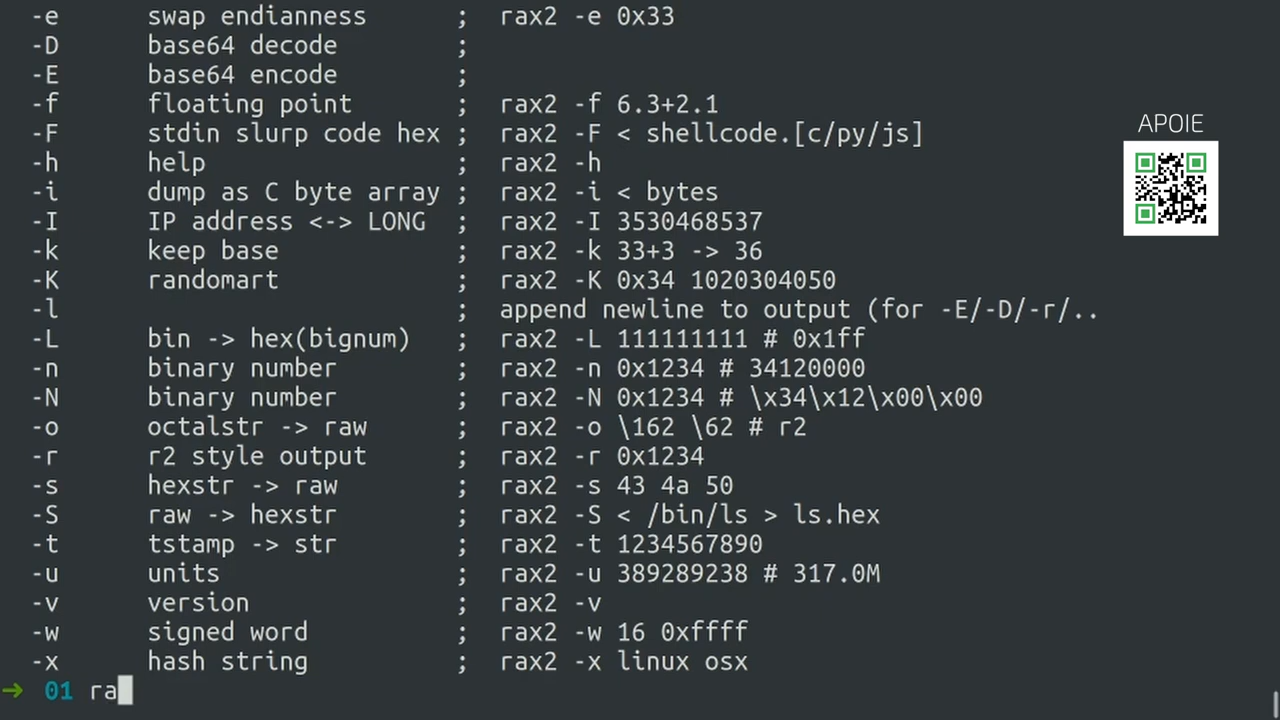 -e swap endianness ; rax2 -e 0x33
-D base64 decode ;
-E base64 encode ;
-f floating point ; rax2 -f 6.3+2.1
-F stdin slurp code hex ; rax2 -F < shellcode.[c/py/js]
-h help ; rax2 -h
-i dump as C byte array ; rax2 -i < bytes
-I IP address <-> LONG ; rax2 -I 3530468537
-k keep base ; rax2 -k 33+3 -> 36
-K randomart ; rax2 -K 0x34 1020304050
-l ; append newline to output (for -E/-D/-r/..
-L bin -> hex(bignum) ; rax2 -L 111111111 # 0x1ff
-n binary number ; rax2 -n 0x1234 # 34120000
-N binary number ; rax2 -N 0x1234 # \x34\x12\x00\x00
-o octalstr -> raw ; rax2 -o \162 \62 # r2
-r r2 style output ; rax2 -r 0x1234
-s hexstr -> raw ; rax2 -s 43 4a 50
-S raw -> hexstr ; rax2 -S < /bin/ls > ls.hex
-t tstamp -> str ; rax2 -t 1234567890
-u units ; rax2 -u 389289238 # 317.0M
-v version ; rax2 -v
-w signed word ; rax2 -w 16 0xffff
-x hash string ; rax2 -x linux osx
➜ 01 ra
APOIE